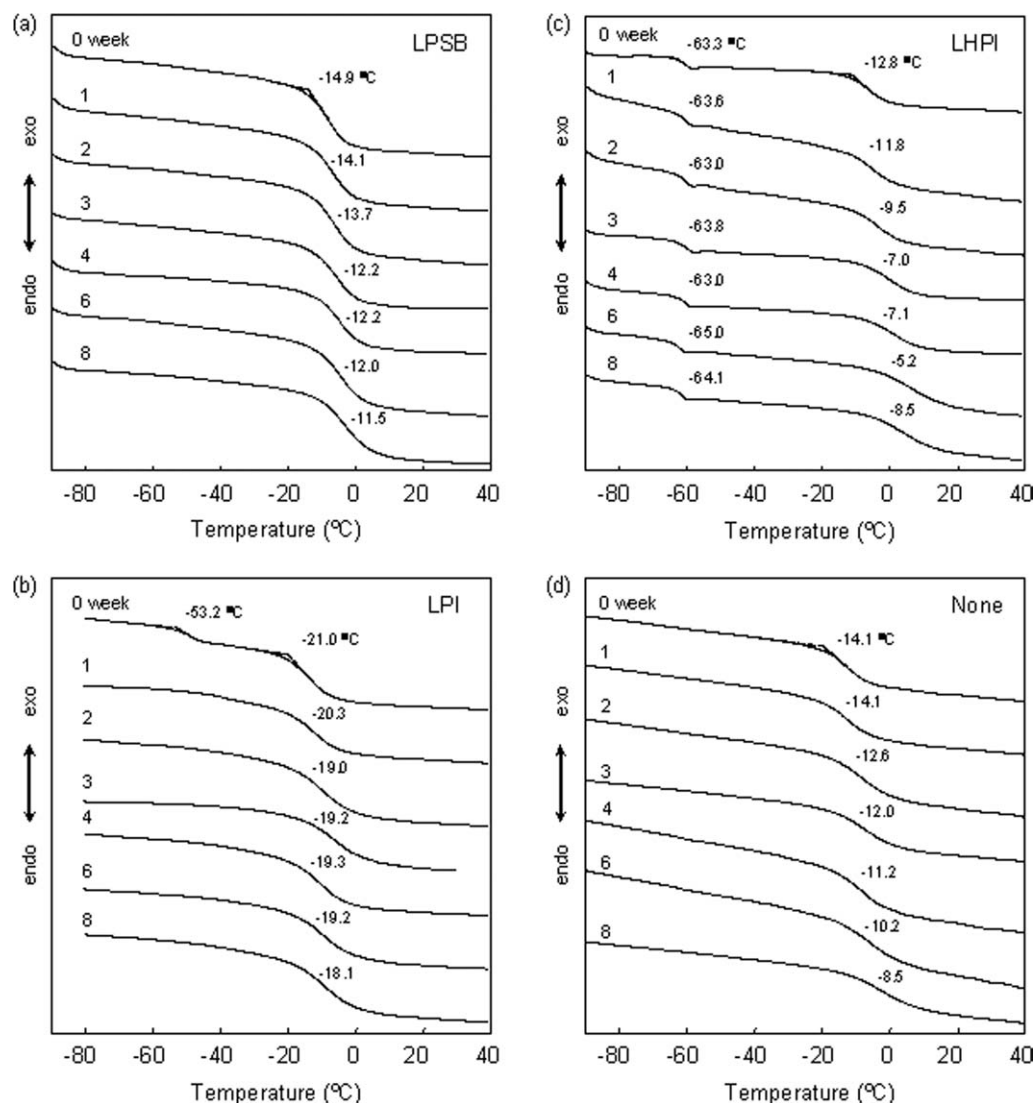 (a)
LPSB
0 week
-14.9 ■C
1
-14.1
2
-13.7
3
-12.2
4
-12.2
6
-12.0
8
-11.5
exo
endo
-80 -60 -40 -20 0 20 40
Temperature (ºC)
(c)
LHPI
0 week
-63.3 ■C
-12.8 ■C
1
-63.6
-11.8
2
-63.0
-9.5
3
-63.8
-7.0
4
-63.0
-7.1
6
-65.0
-5.2
8
-64.1
-8.5
exo
endo
-80 -60 -40 -20 0 20 40
Temperature (ºC)
(b)
LPI
0 week
-53.2 ■C
-21.0 ■C
1
-20.3
2
-19.0
3
-19.2
4
-19.3
6
-19.2
8
-18.1
exo
endo
-80 -60 -40 -20 0 20 40
Temperature (ºC)
(d)
None
0 week
-14.1 ■C
1
-14.1
2
-12.6
3
-12.0
4
-11.2
6
-10.2
8
-8.5
exo
endo
-80 -60 -40 -20 0 20 40
Temperature (ºC)